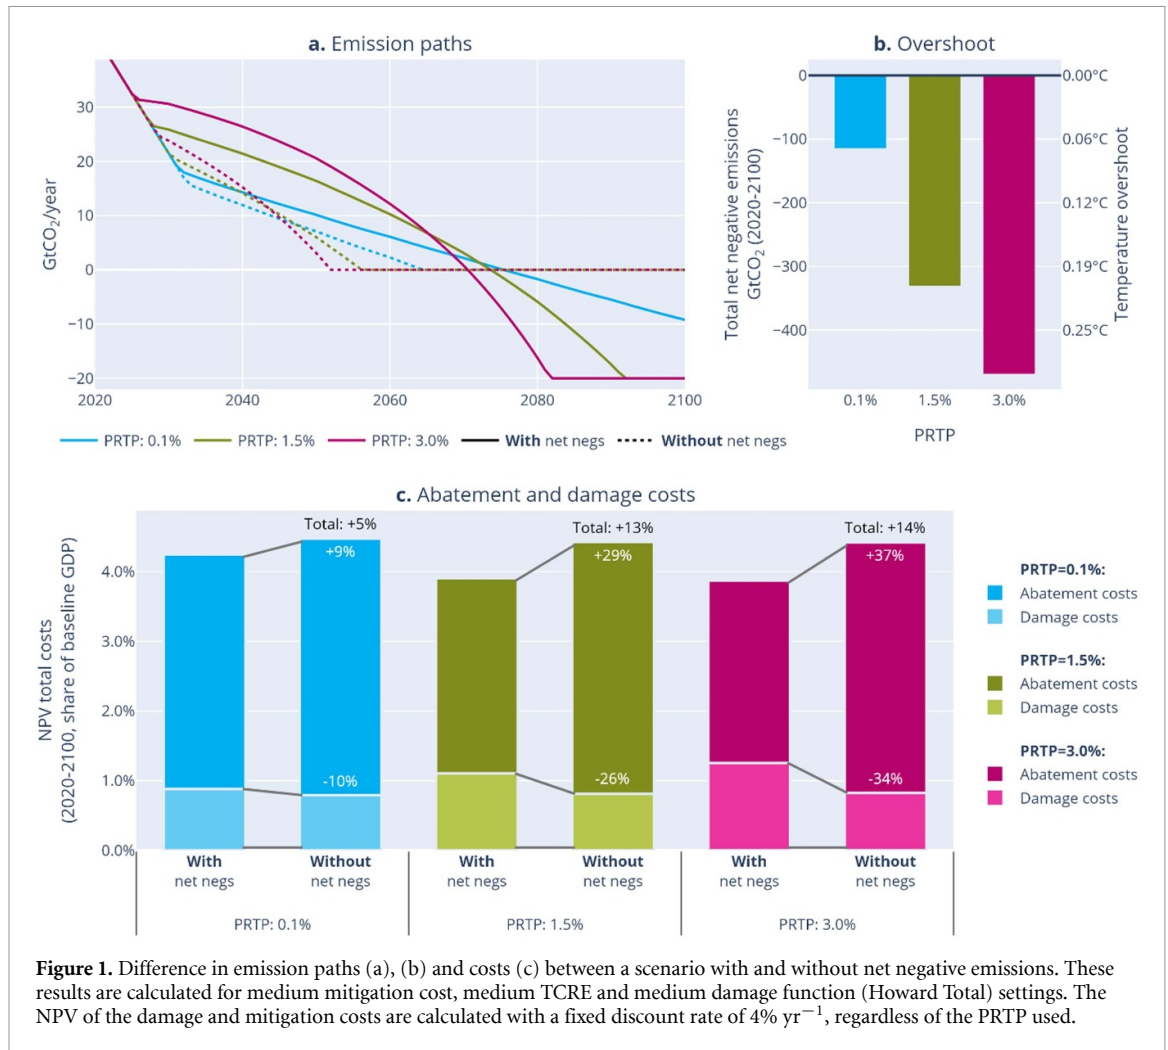 a. Emission paths
30
20
10
0
−10
−20
GtCO₂/year
2020 2040 2060 2080 2100
PRTP: 0.1% PRTP: 1.5% PRTP: 3.0% With net negs Without net negs
b. Overshoot
0
−100
−200
−300
−400
Total net negative emissions
GtCO₂ (2020-2100)
0.00°C
0.06°C
0.12°C
0.19°C
0.25°C
Temperature overshoot
0.1% 1.5% 3.0%
PRTP
c. Abatement and damage costs
NPV total costs
(2020-2100, share of baseline GDP)
4.0%
3.0%
2.0%
1.0%
0.0%
Total: +5%
+9%
-10%
Total: +13%
+29%
-26%
Total: +14%
+37%
-34%
With
net negs
Without
net negs
With
net negs
Without
net negs
With
net negs
Without
net negs
PRTP: 0.1%
PRTP: 1.5%
PRTP: 3.0%
PRTP=0.1%:
Abatement costs
Damage costs
PRTP=1.5%:
Abatement costs
Damage costs
PRTP=3.0%:
Abatement costs
Damage costs
Figure 1. Difference in emission paths (a), (b) and costs (c) between a scenario with and without net negative emissions. These
results are calculated for medium mitigation cost, medium TCRE and medium damage function (Howard Total) settings. The
NPV of the damage and mitigation costs are calculated with a fixed discount rate of 4% yr⁻¹, regardless of the PRTP used.